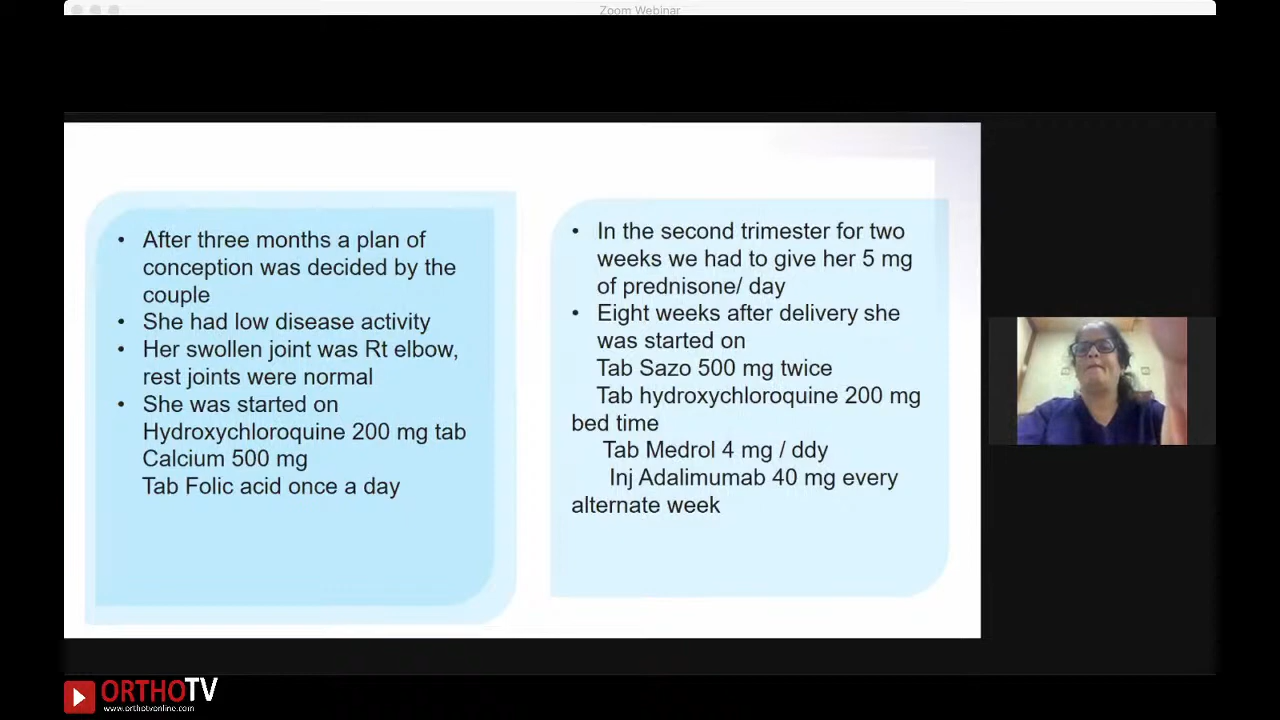 Zoom Webinar
• After three months a plan of
conception was decided by the
couple
• She had low disease activity
• Her swollen joint was Rt elbow,
rest joints were normal
• She was started on
Hydroxychloroquine 200 mg tab
Calcium 500 mg
Tab Folic acid once a day
• In the second trimester for two
weeks we had to give her 5 mg
of prednisone/ day
• Eight weeks after delivery she
was started on
Tab Sazo 500 mg twice
Tab hydroxychloroquine 200 mg
bed time
Tab Medrol 4 mg / ddy
Inj Adalimumab 40 mg every
alternate week
ORTHOTV
www.orthotvonline.com